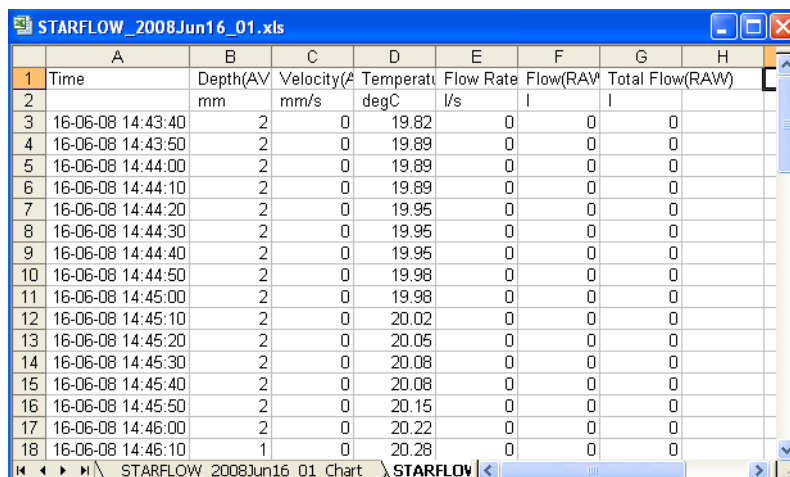 STARFLOW_2008Jun16_01.xls
A B C D E F G H
1 Time Depth(AV Velocity(A Temperatu Flow Rate Flow(RAW Total Flow(RAW)
2 mm mm/s degC l/s l l
3 16-06-08 14:43:40 2 0 19.82 0 0 0
4 16-06-08 14:43:50 2 0 19.89 0 0 0
5 16-06-08 14:44:00 2 0 19.89 0 0 0
6 16-06-08 14:44:10 2 0 19.89 0 0 0
7 16-06-08 14:44:20 2 0 19.95 0 0 0
8 16-06-08 14:44:30 2 0 19.95 0 0 0
9 16-06-08 14:44:40 2 0 19.95 0 0 0
10 16-06-08 14:44:50 2 0 19.98 0 0 0
11 16-06-08 14:45:00 2 0 19.98 0 0 0
12 16-06-08 14:45:10 2 0 20.02 0 0 0
13 16-06-08 14:45:20 2 0 20.05 0 0 0
14 16-06-08 14:45:30 2 0 20.08 0 0 0
15 16-06-08 14:45:40 2 0 20.08 0 0 0
16 16-06-08 14:45:50 2 0 20.15 0 0 0
17 16-06-08 14:46:00 2 0 20.22 0 0 0
18 16-06-08 14:46:10 1 0 20.28 0 0 0
STARFLOW_2008Jun16_01_Chart STARFLOW